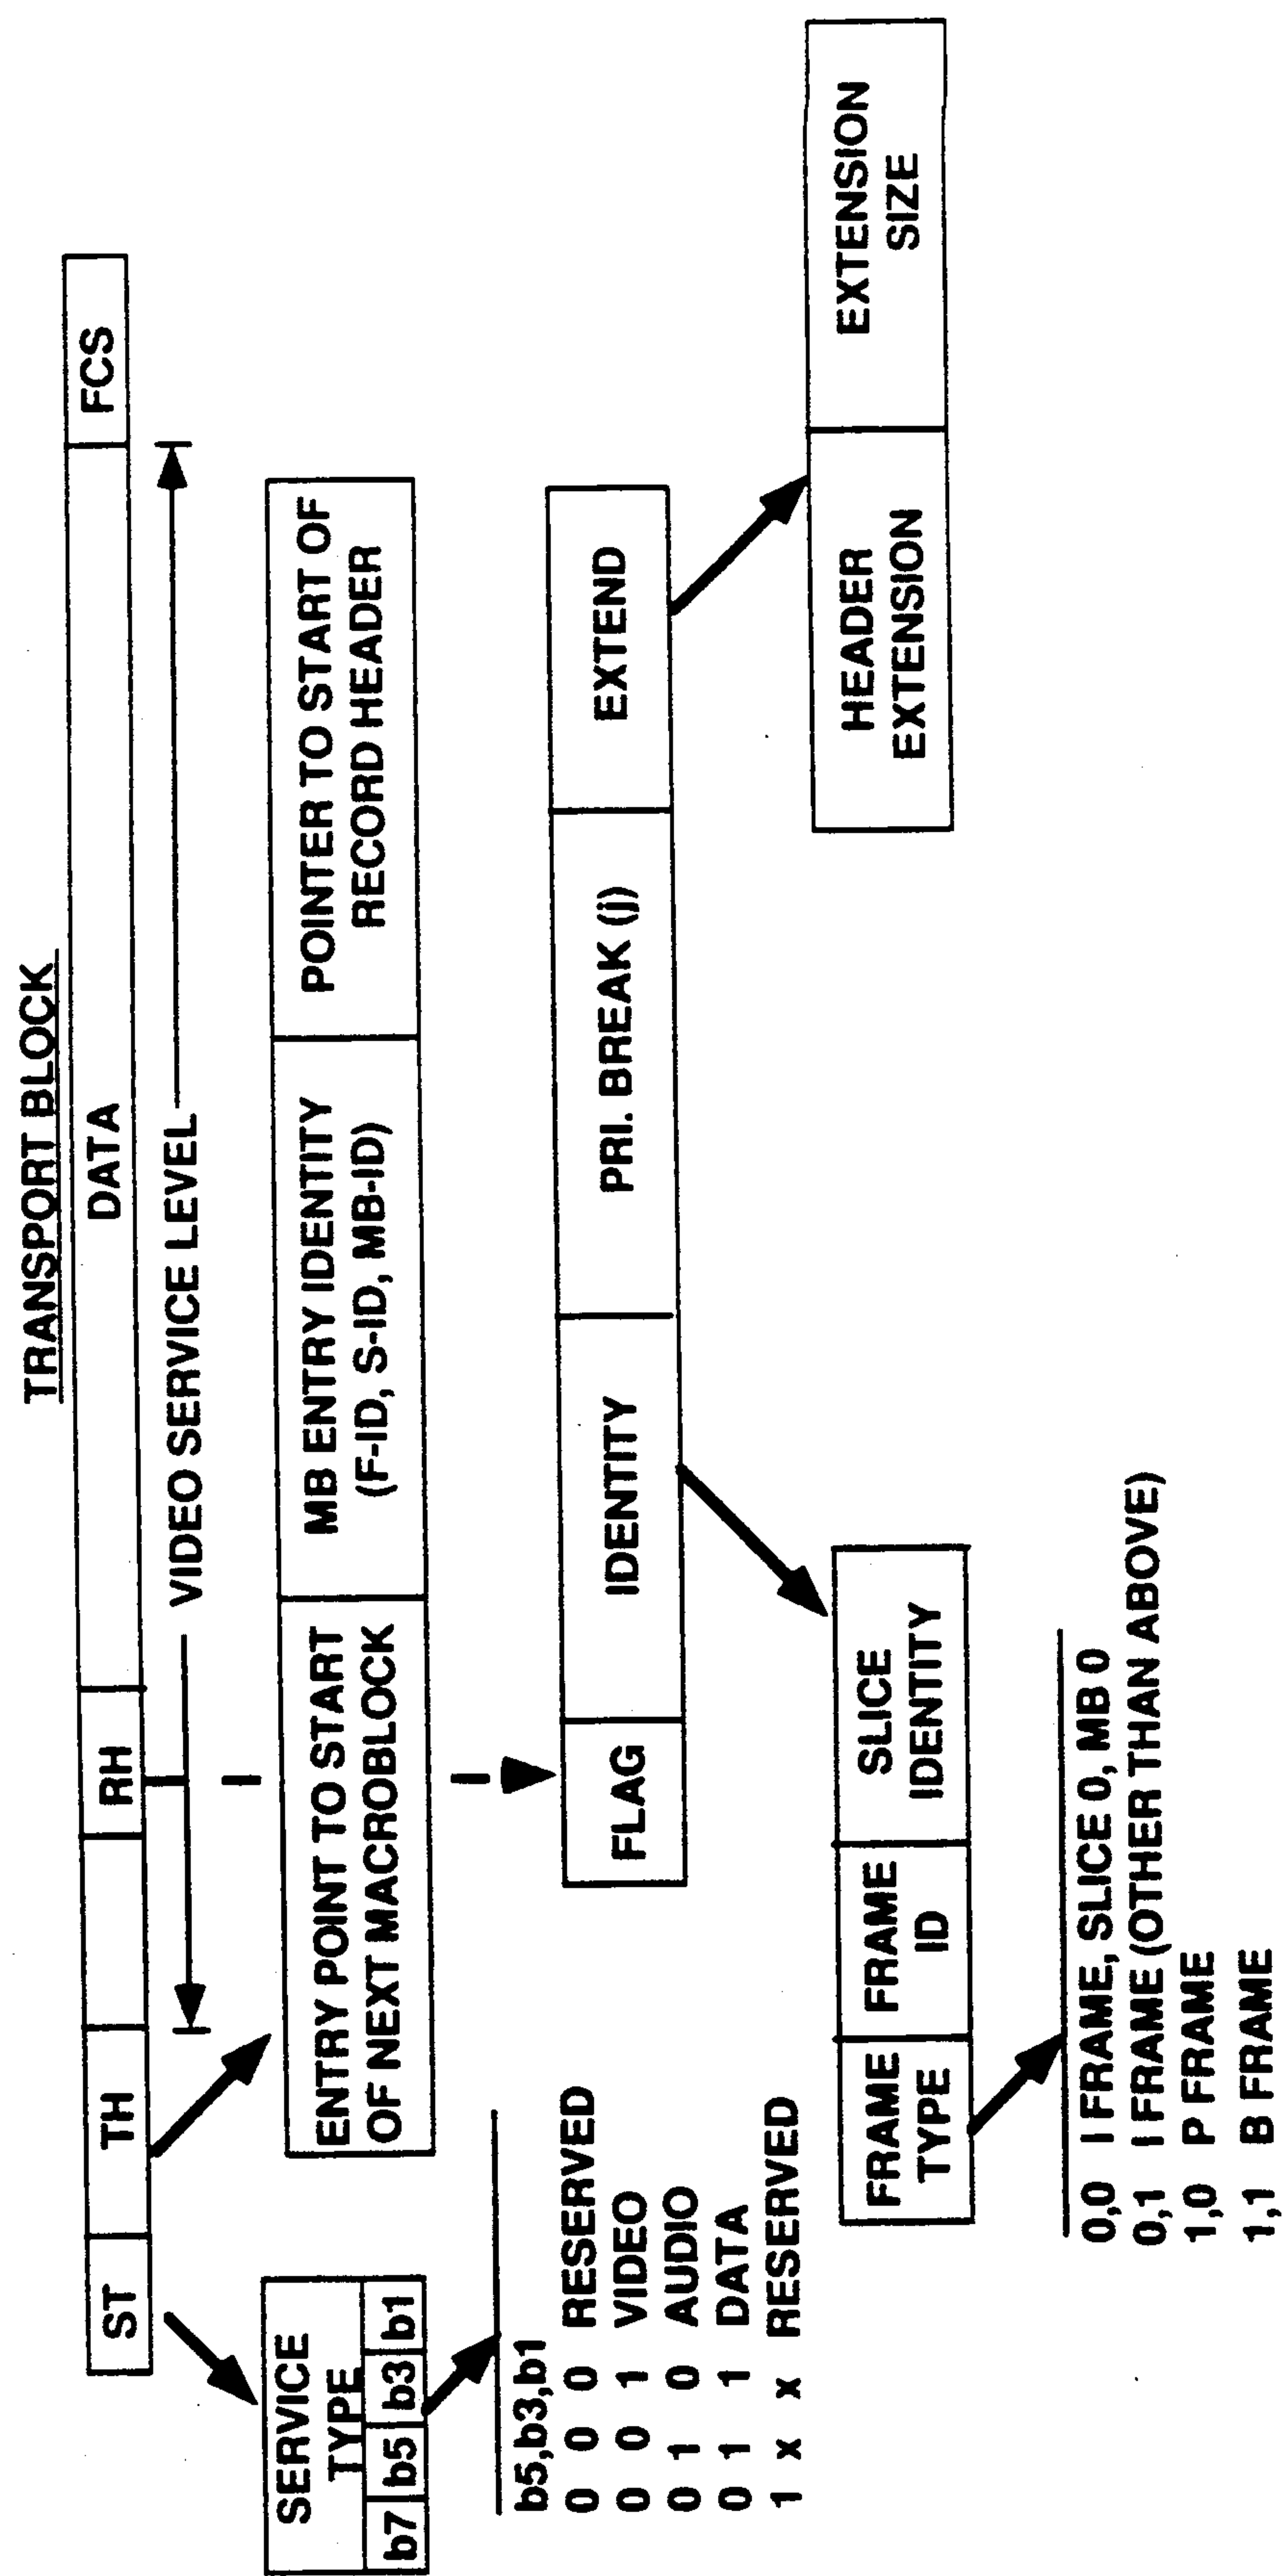 TRANSPORT BLOCK
ST
TH
RH
DATA
FCS
VIDEO SERVICE LEVEL
SERVICE
TYPE
b7 b5 b3 b1
ENTRY POINT TO START
OF NEXT MACROBLOCK
MB ENTRY IDENTITY
(F-ID, S-ID, MB-ID)
POINTER TO START OF
RECORD HEADER
b5,b3,b1
0 0 0 RESERVED
0 0 1 VIDEO
0 1 0 AUDIO
0 1 1 DATA
1 x x RESERVED
FLAG
IDENTITY
PRI. BREAK (j)
EXTEND
HEADER
EXTENSION
EXTENSION
SIZE
FRAME
TYPE
FRAME
ID
SLICE
IDENTITY
0,0 I FRAME, SLICE 0, MB 0
0,1 I FRAME (OTHER THAN ABOVE)
1,0 P FRAME
1,1 B FRAME